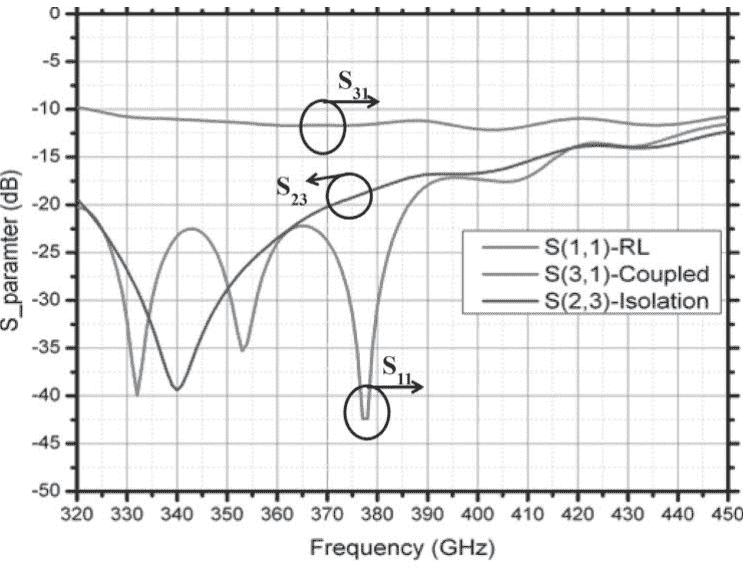 0
-5
-10
-15
-20
-25
-30
-35
-40
-45
-50
S_paramter (dB)
S31
S23
S(1,1)-RL
S(3,1)-Coupled
S(2,3)-Isolation
S11
320 330 340 350 360 370 380 390 400 410 420 430 440 450
Frequency (GHz)